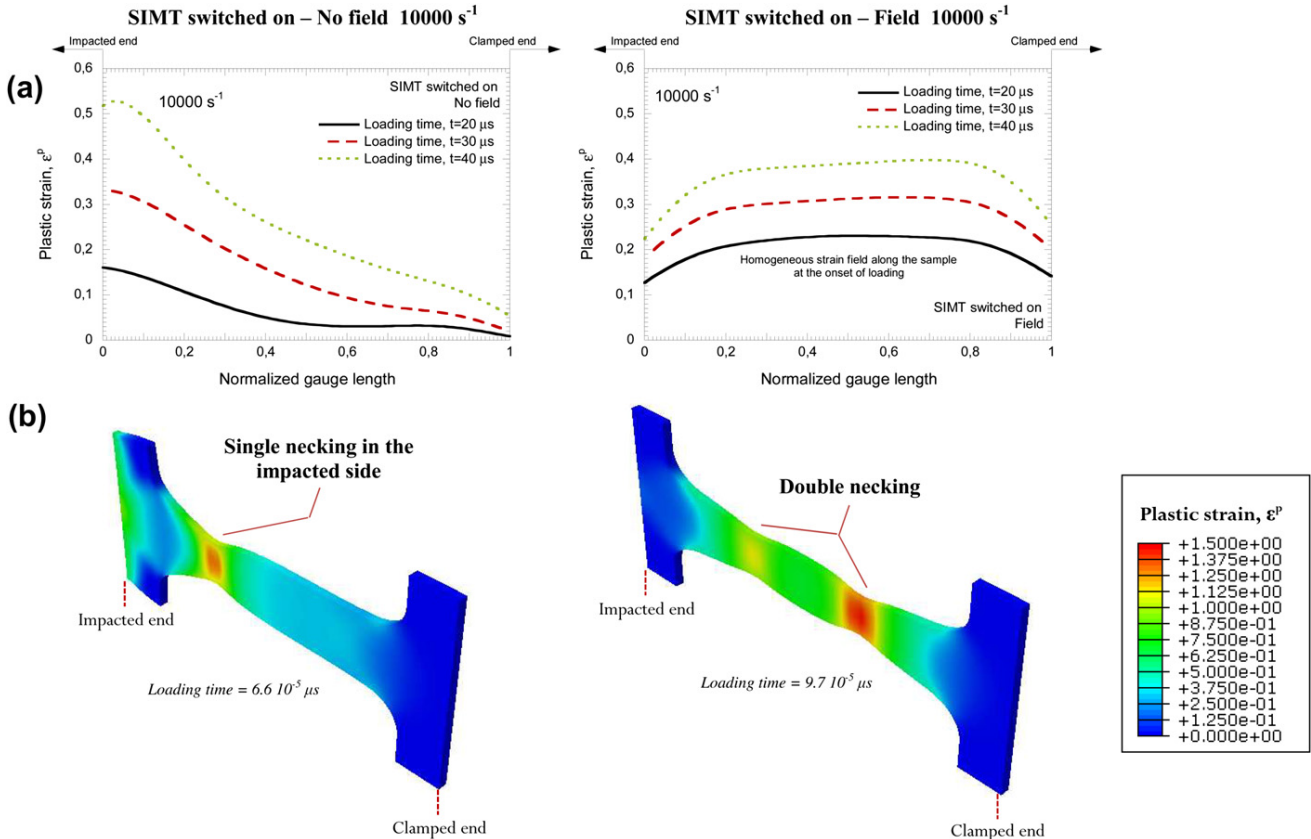 SIMT switched on – No field 10000 s⁻¹
Impacted end
Clamped end
(a)
0,6
0,5
0,4
0,3
0,2
0,1
0
Plastic strain, εᵖ
10000 s⁻¹
SIMT switched on
No field
Loading time, t=20 µs
Loading time, t=30 µs
Loading time, t=40 µs
0
0,2
0,4
0,6
0,8
1
Normalized gauge length
SIMT switched on – Field 10000 s⁻¹
Impacted end
Clamped end
0,6
0,5
0,4
0,3
0,2
0,1
0
Plastic strain, εᵖ
10000 s⁻¹
Loading time, t=20 µs
Loading time, t=30 µs
Loading time, t=40 µs
Homogeneous strain field along the sample
at the onset of loading
SIMT switched on
Field
0
0,2
0,4
0,6
0,8
1
Normalized gauge length
(b)
Single necking in the
impacted side
Impacted end
Loading time = 6.6 10⁻⁵ µs
Clamped end
Double necking
Impacted end
Loading time = 9.7 10⁻⁵ µs
Clamped end
Plastic strain, εᵖ
+1.500e+00
+1.375e+00
+1.250e+00
+1.125e+00
+1.000e+00
+8.750e-01
+7.500e-01
+6.250e-01
+5.000e-01
+3.750e-01
+2.500e-01
+1.250e-01
+0.000e+00